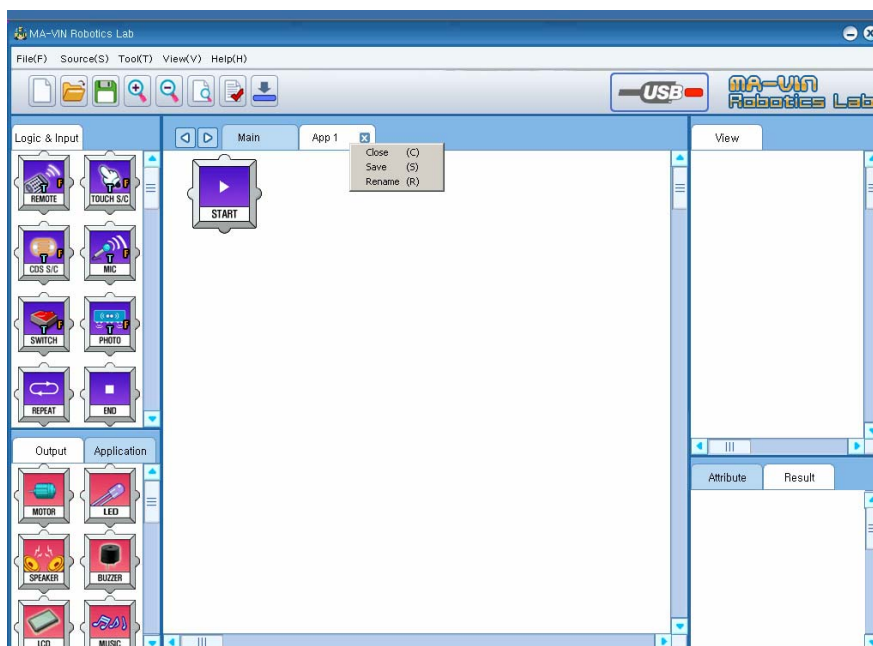 MA-VIN Robotics Lab
File(F) Source(S) Tool(T) View(V) Help(H)
USB
MA-VIN
Robotics Lab
Logic & Input
Main
App 1
View
Close (C)
Save (S)
Rename (R)
REMOTE
TOUCH S/C
START
CDS S/C
MIC
SWITCH
PHOTO
REPEAT
END
Output
Application
Attribute
Result
MOTOR
LED
SPEAKER
BUZZER
LCD
MUSIC